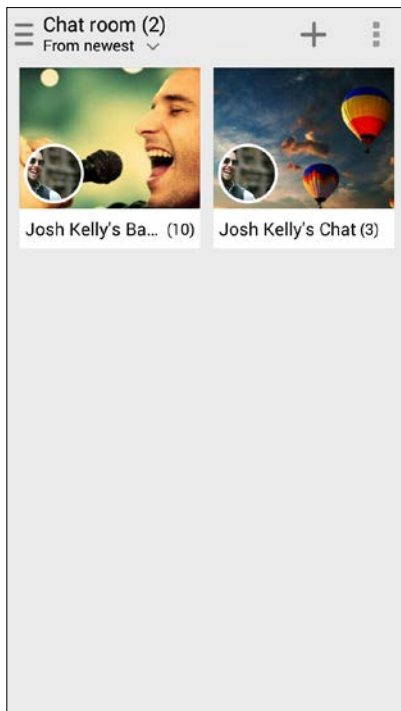 Chat room (2)
From newest
Josh Kelly's Ba... (10)
Josh Kelly's Chat (3)